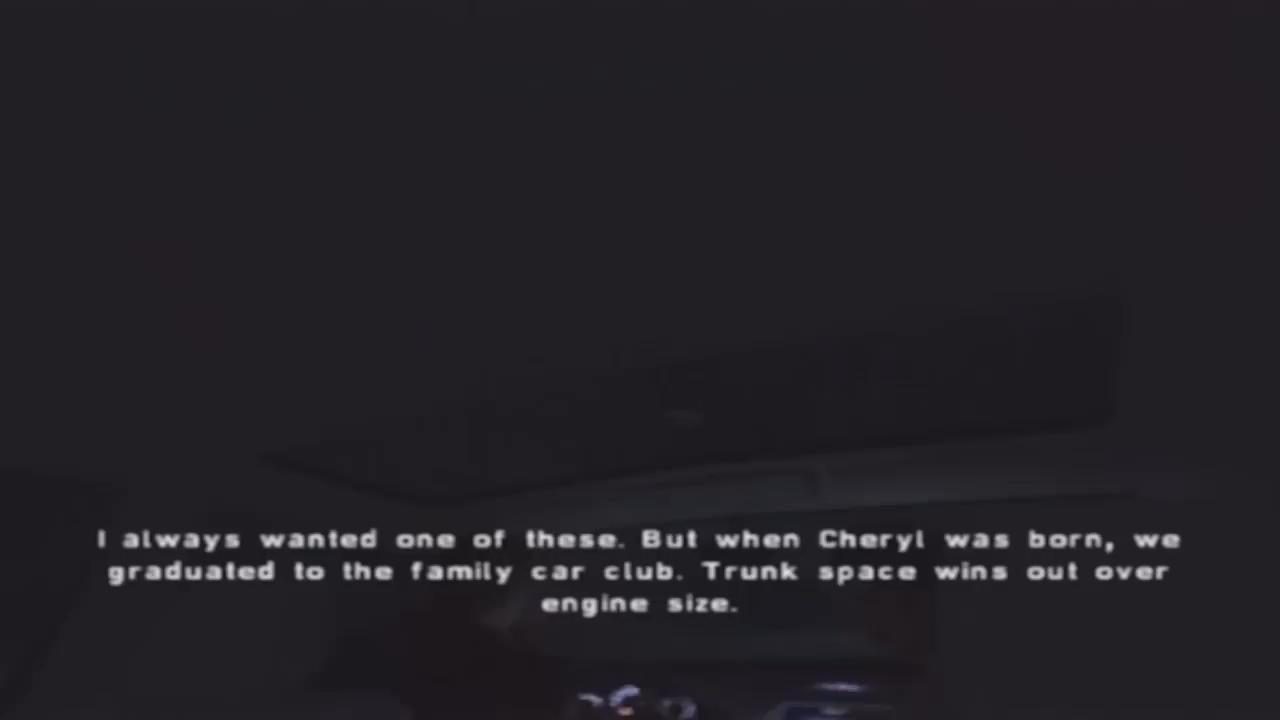 I always wanted one of these. But when Cheryl was born, we
graduated to the family car club. Trunk space wins out over
engine size.